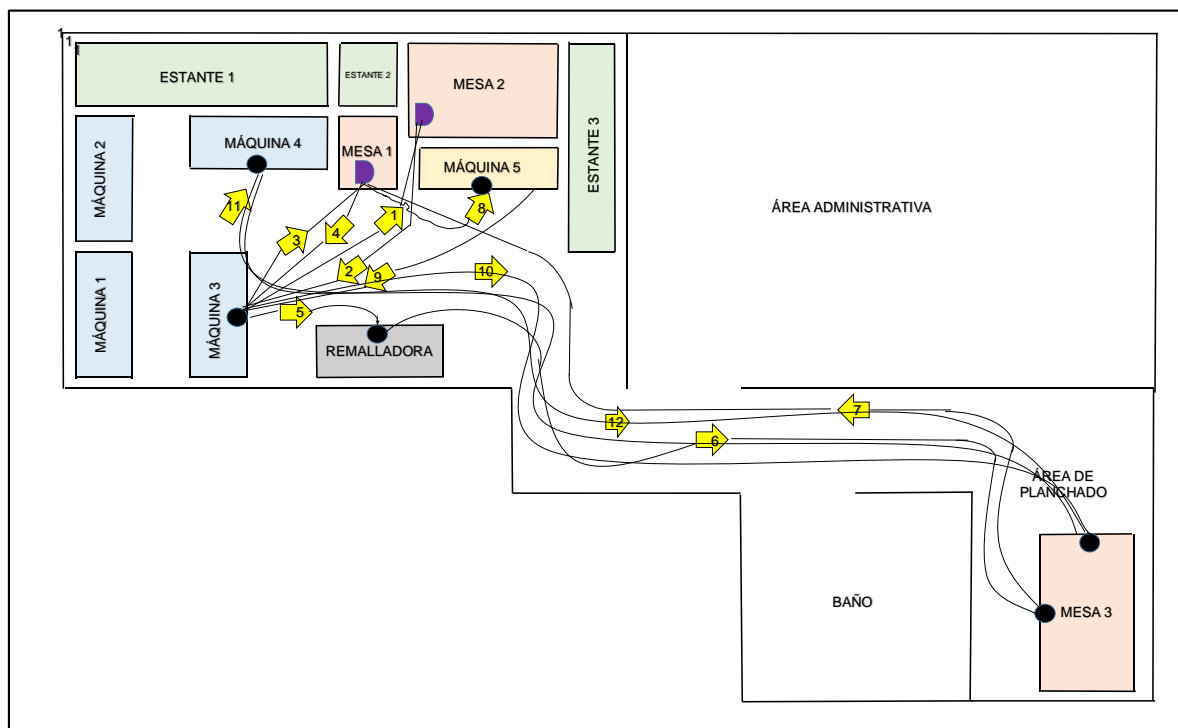 1
1
1
ESTANTE 1
ESTANTE 2
MESA 2
ESTANTE 3
MÁQUINA 2
MÁQUINA 4
MESA 1
MÁQUINA 5
ÁREA ADMINISTRATIVA
11
8
1
3
4
2
9
10
MÁQUINA 1
MÁQUINA 3
5
REMALLADORA
7
12
6
ÁREA DE
PLANCHADO
BAÑO
MESA 3